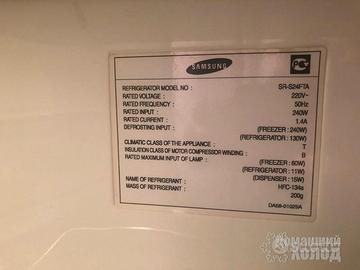 SAMSUNG
REFRIGERATOR MODEL NO : SR-S24FTA
RATED VOLTAGE : 220V~
RATED FREQUENCY : 50Hz
RATED INPUT : 240W
RATED CURRENT : 1.4A
DEFROSTING INPUT : (FREEZER : 240W)
(REFRIGERATOR : 130W)
CLIMATIC CLASS OF THE APPLIANCE : T
INSULATION CLASS OF MOTOR COMPRESSOR WINDING : B
RATED MAXIMUM INPUT OF LAMP : (FREEZER : 60W)
(REFRIGERATOR : 11W)
(DISPENSER : 15W)
NAME OF REFRIGERANT : HFC-134a
MASS OF REFRIGERANT : 200g
DA68-01025A
Домашний
Холод